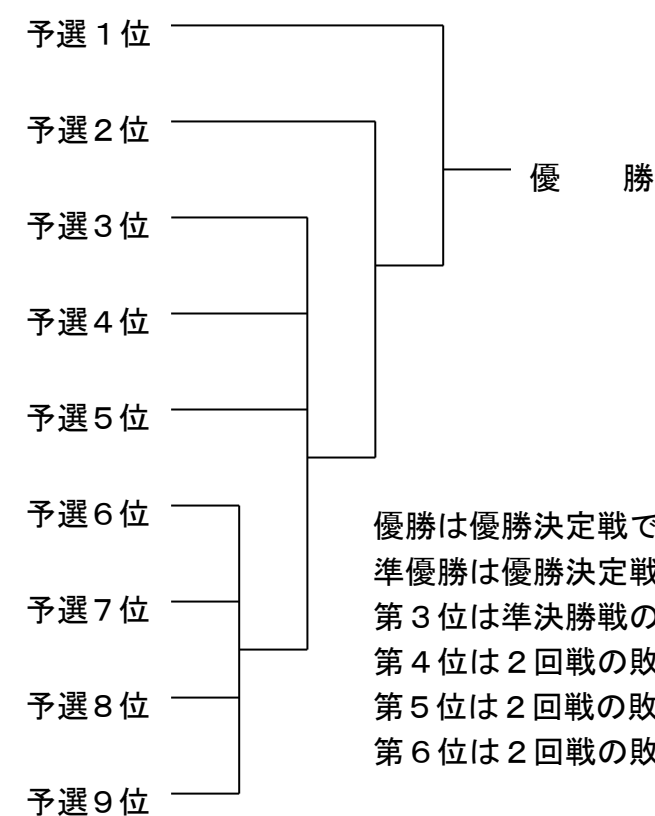 予選１位
予選２位
優　　勝
予選３位
予選４位
予選５位
予選６位
優勝は優勝決定戦で
準優勝は優勝決定戦
予選７位
第３位は準決勝戦の
第４位は２回戦の敗
予選８位
第５位は２回戦の敗
第６位は２回戦の敗
予選９位